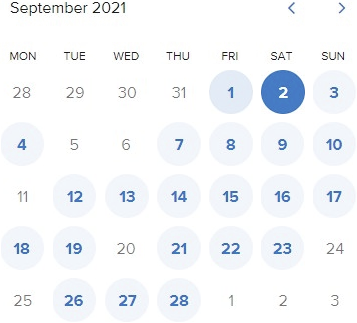 September 2021
MON TUE WED THU FRI SAT SUN
28 29 30 31 1 2 3
4 5 6 7 8 9 10
11 12 13 14 15 16 17
18 19 20 21 22 23 24
25 26 27 28 1 2 3